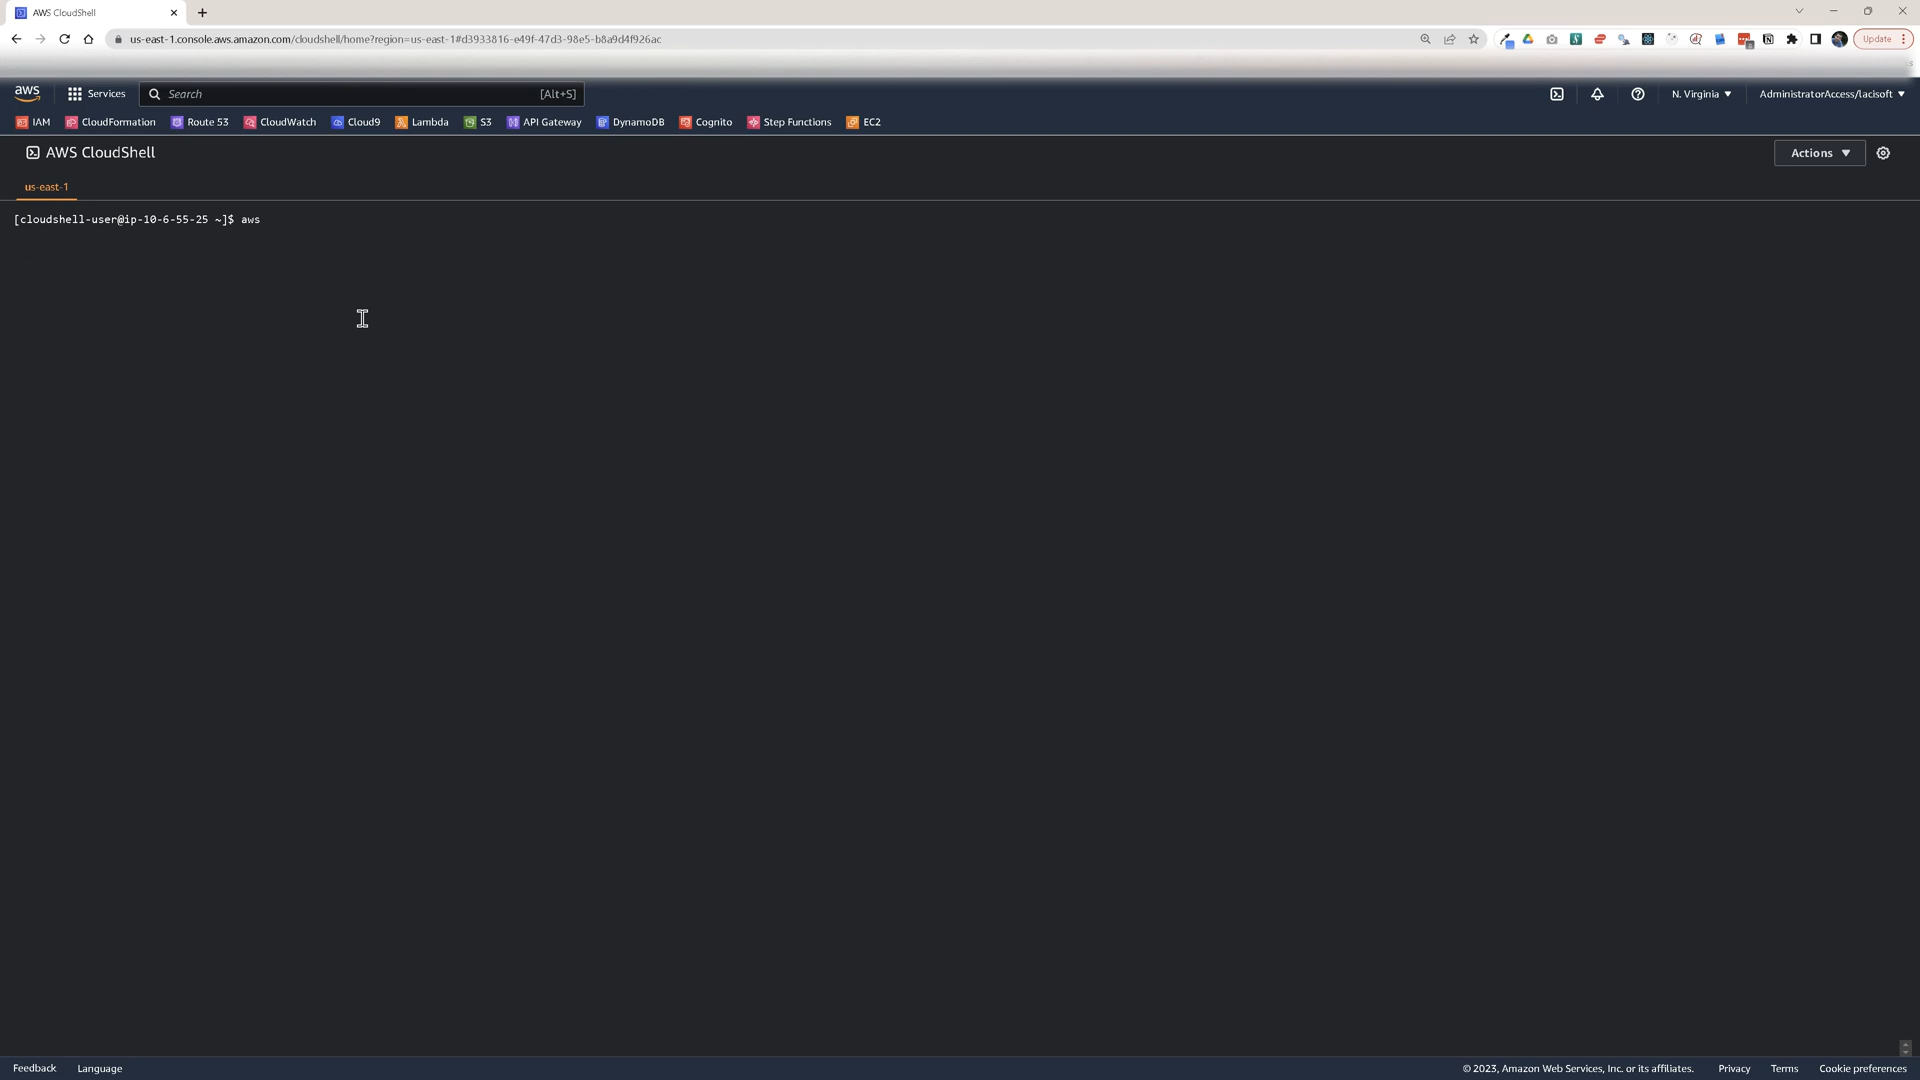 AWS CloudShell
us-east-1.console.aws.amazon.com/cloudshell/home?region=us-east-1#d3933816-e49f-47d3-98e5-b8a9d4f926ac
Update
aws
Services
Search
[Alt+S]
N. Virginia
AdministratorAccess/lacisoft
IAM
CloudFormation
Route 53
CloudWatch
Cloud9
Lambda
S3
API Gateway
DynamoDB
Cognito
Step Functions
EC2
AWS CloudShell
Actions
us-east-1
[cloudshell-user@ip-10-6-55-25 ~]$ aws
Feedback
Language
© 2023, Amazon Web Services, Inc. or its affiliates.
Privacy
Terms
Cookie preferences